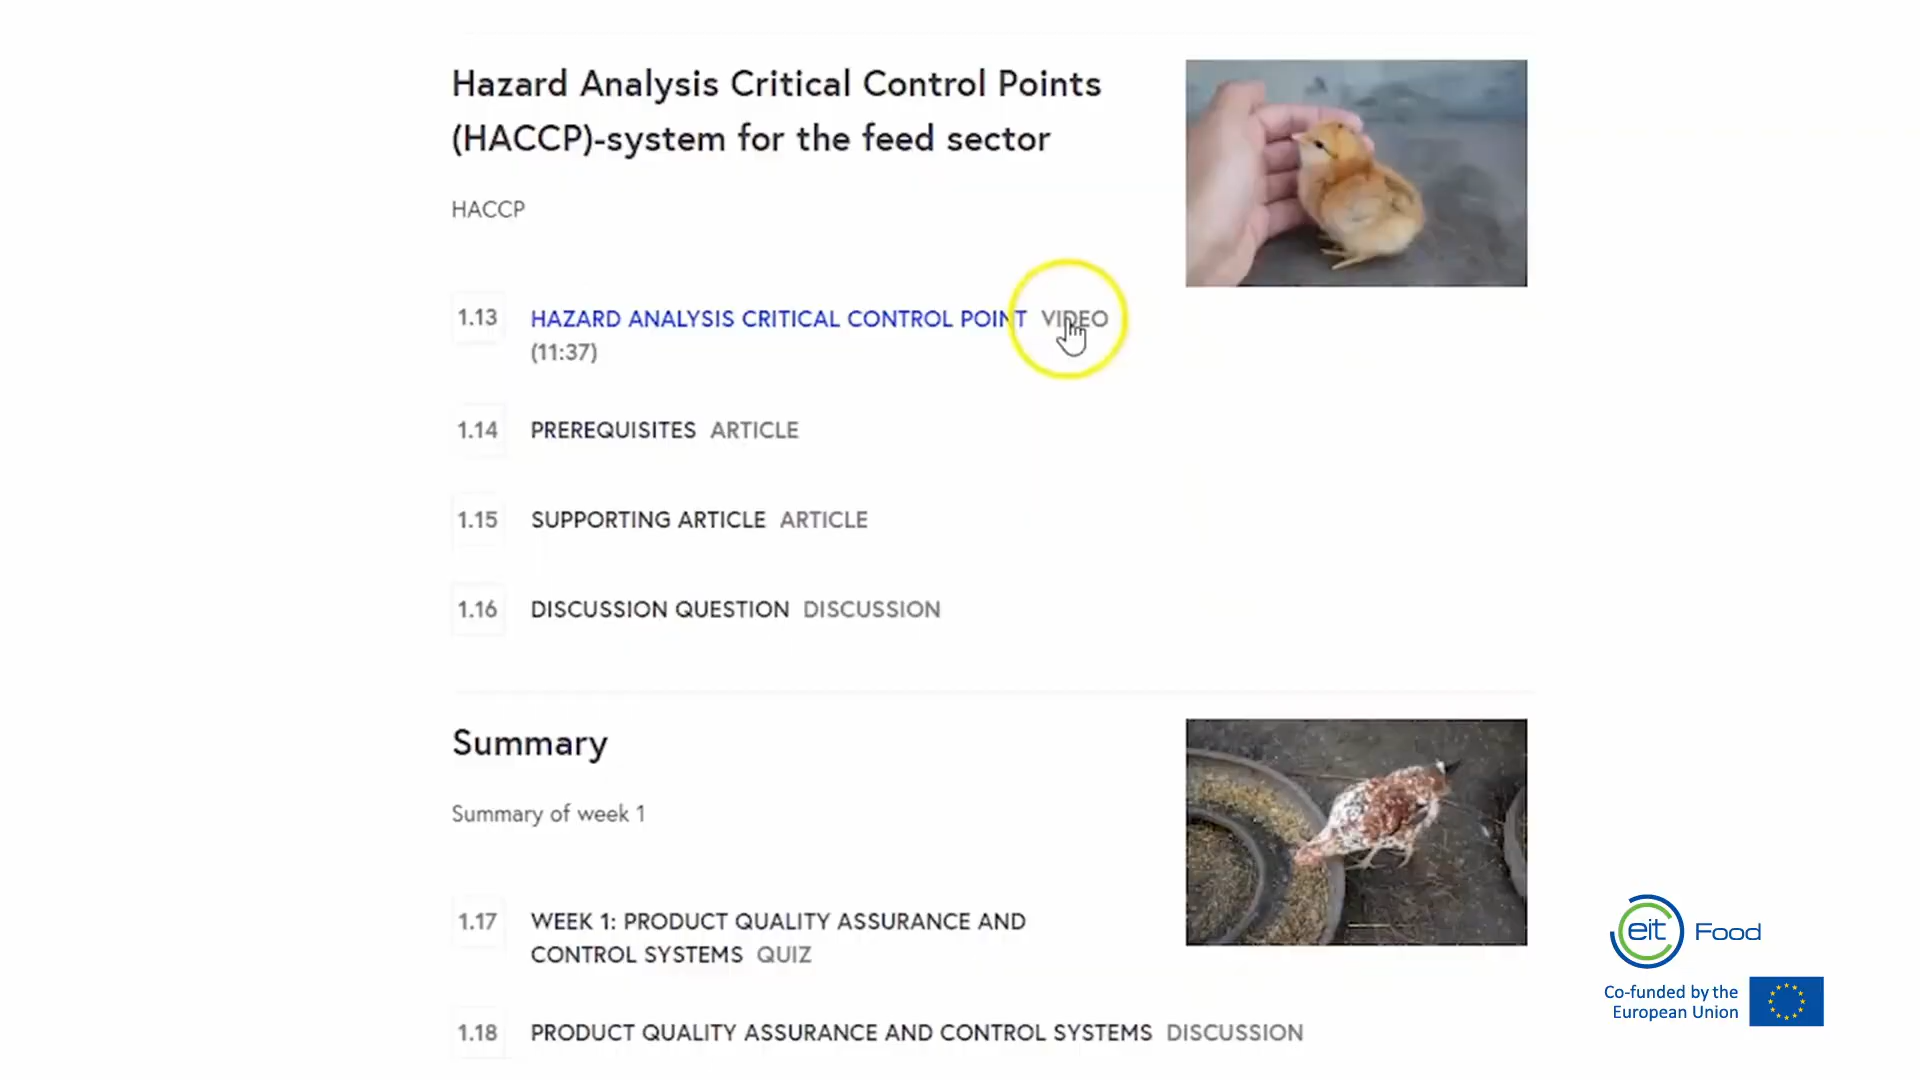 Hazard Analysis Critical Control Points
(HACCP)-system for the feed sector
HACCP
1.13 HAZARD ANALYSIS CRITICAL CONTROL POINT VIDEO
(11:37)
1.14 PREREQUISITES ARTICLE
1.15 SUPPORTING ARTICLE ARTICLE
1.16 DISCUSSION QUESTION DISCUSSION
Summary
Summary of week 1
1.17 WEEK 1: PRODUCT QUALITY ASSURANCE AND
CONTROL SYSTEMS QUIZ
1.18 PRODUCT QUALITY ASSURANCE AND CONTROL SYSTEMS DISCUSSION
eit Food
Co-funded by the
European Union